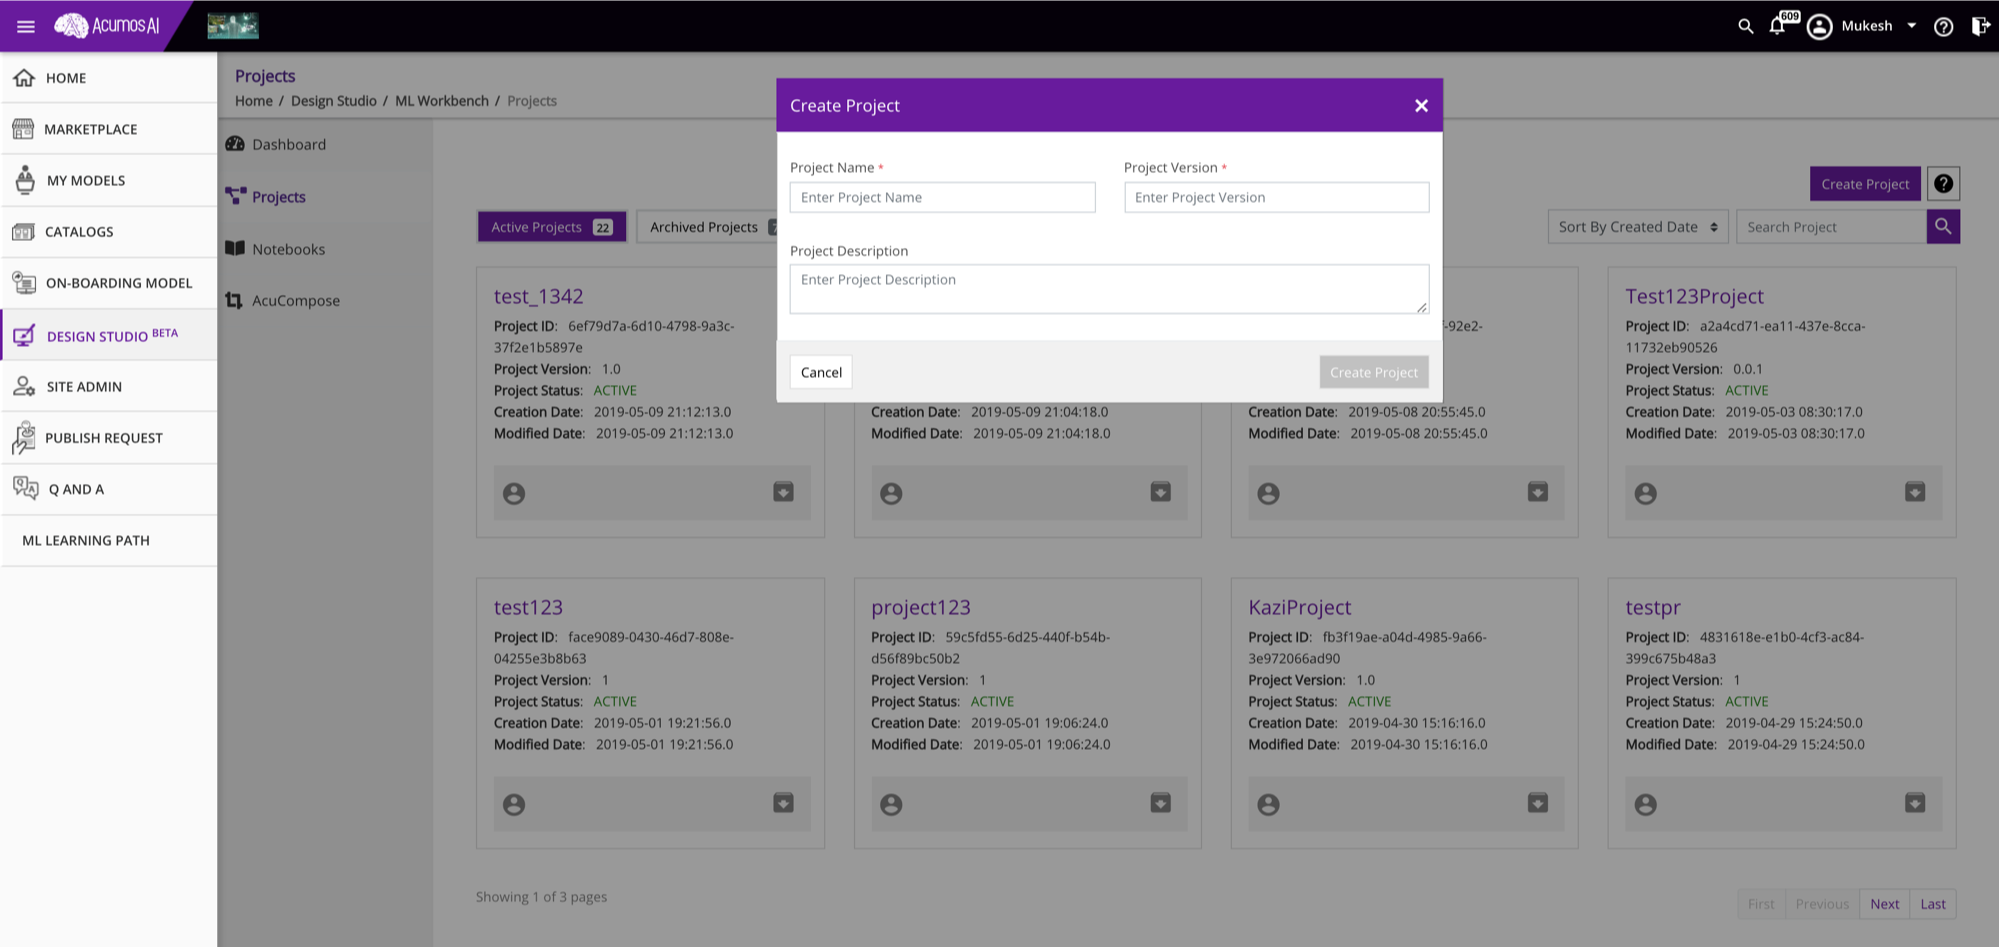 Acumos AI
609
Mukesh
HOME
MARKETPLACE
MY MODELS
CATALOGS
ON-BOARDING MODEL
DESIGN STUDIO BETA
SITE ADMIN
PUBLISH REQUEST
Q AND A
ML LEARNING PATH
Projects
Home / Design Studio / ML Workbench / Projects
Dashboard
Projects
Notebooks
AcuCompose
Create Project
Project Name *
Enter Project Name
Project Version *
Enter Project Version
Project Description
Enter Project Description
Cancel
Create Project
Create Project
Active Projects 22
Archived Projects
Sort By Created Date
Search Project
test_1342
Project ID: 6ef79d7a-6d10-4798-9a3c-
37f2e1b5897e
Project Version: 1.0
Project Status: ACTIVE
Creation Date: 2019-05-09 21:12:13.0
Modified Date: 2019-05-09 21:12:13.0
Creation Date: 2019-05-09 21:04:18.0
Modified Date: 2019-05-09 21:04:18.0
-92e2-
Creation Date: 2019-05-08 20:55:45.0
Modified Date: 2019-05-08 20:55:45.0
Test123Project
Project ID: a2a4cd71-ea11-437e-8cca-
11732eb90526
Project Version: 0.0.1
Project Status: ACTIVE
Creation Date: 2019-05-03 08:30:17.0
Modified Date: 2019-05-03 08:30:17.0
test123
Project ID: face9089-0430-46d7-808e-
04255e3b8b63
Project Version: 1
Project Status: ACTIVE
Creation Date: 2019-05-01 19:21:56.0
Modified Date: 2019-05-01 19:21:56.0
project123
Project ID: 59c5fd55-6d25-440f-b54b-
d56f89bc50b2
Project Version: 1
Project Status: ACTIVE
Creation Date: 2019-05-01 19:06:24.0
Modified Date: 2019-05-01 19:06:24.0
KaziProject
Project ID: fb3f19ae-a04d-4985-9a66-
3e972066ad90
Project Version: 1.0
Project Status: ACTIVE
Creation Date: 2019-04-30 15:16:16.0
Modified Date: 2019-04-30 15:16:16.0
testpr
Project ID: 4831618e-e1b0-4cf3-ac84-
399c675b48a3
Project Version: 1
Project Status: ACTIVE
Creation Date: 2019-04-29 15:24:50.0
Modified Date: 2019-04-29 15:24:50.0
Showing 1 of 3 pages
First Previous Next Last